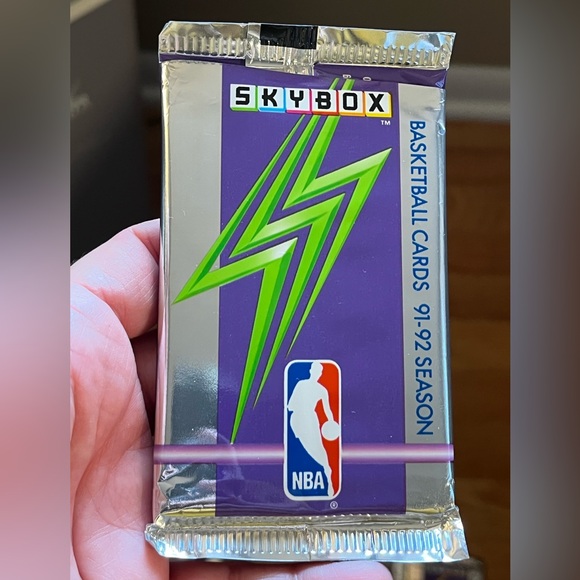 SKYBOX
™
BASKETBALL CARDS 91-92 SEASON
NBA
®